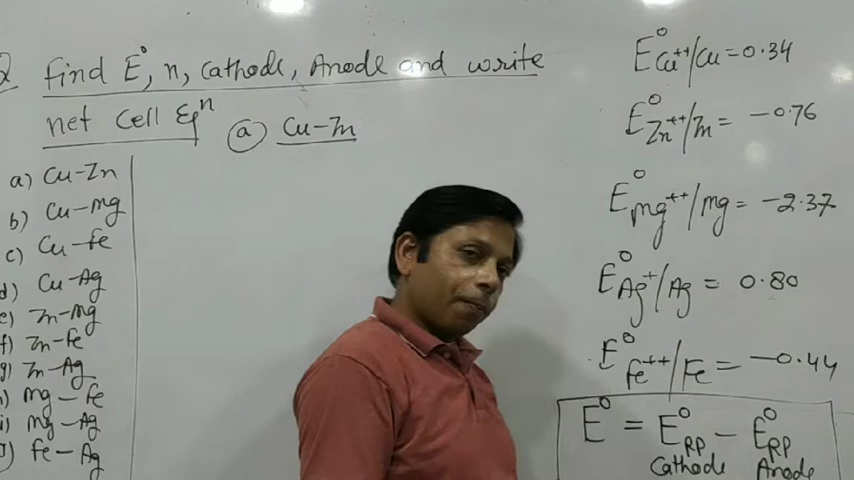 Q find E°, n, cathode, Anode and write
net cell Eqⁿ (a) Cu-Zn
a) Cu-Zn
b) Cu-mg
c) Cu-fe
d) Cu-Ag
e) Zn-mg
f) Zn-fe
g) Zn-Ag
h) mg-fe
i) mg-Ag
j) fe-Ag
E° Cu⁺⁺/Cu = 0.34
E° Zn⁺⁺/Zn = -0.76
E° mg⁺⁺/mg = -2.37
E° Ag⁺/Ag = 0.80
E° fe⁺⁺/Fe = -0.44
E° = E°RP - E°RP
Cathode Anode